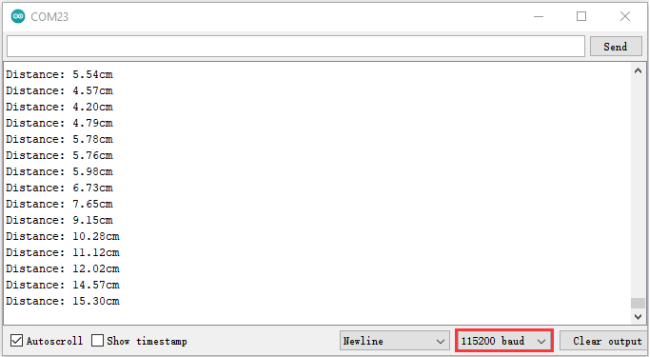 COM23
Send
Distance: 5.54cm
Distance: 4.57cm
Distance: 4.20cm
Distance: 4.79cm
Distance: 5.78cm
Distance: 5.76cm
Distance: 5.98cm
Distance: 6.73cm
Distance: 7.65cm
Distance: 9.15cm
Distance: 10.28cm
Distance: 11.12cm
Distance: 12.02cm
Distance: 14.57cm
Distance: 15.30cm
Autoscroll Show timestamp Newline 115200 baud Clear output